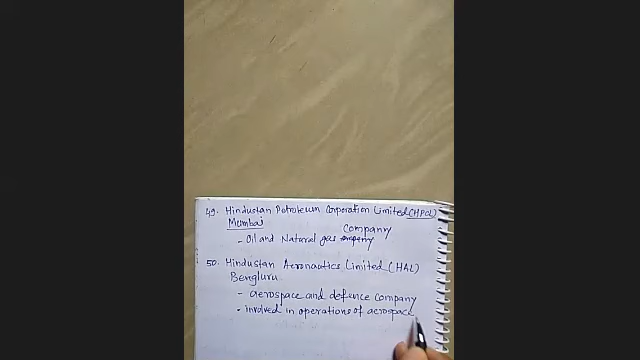 49. Hindustan Petroleum Corporation Limited (HPCL)
Mumbai
Company
- Oil and Natural gas
50. Hindustan Aeronautics Limited (HAL)
Bengluru
- aerospace and defence company
- involved in operations of aerospace